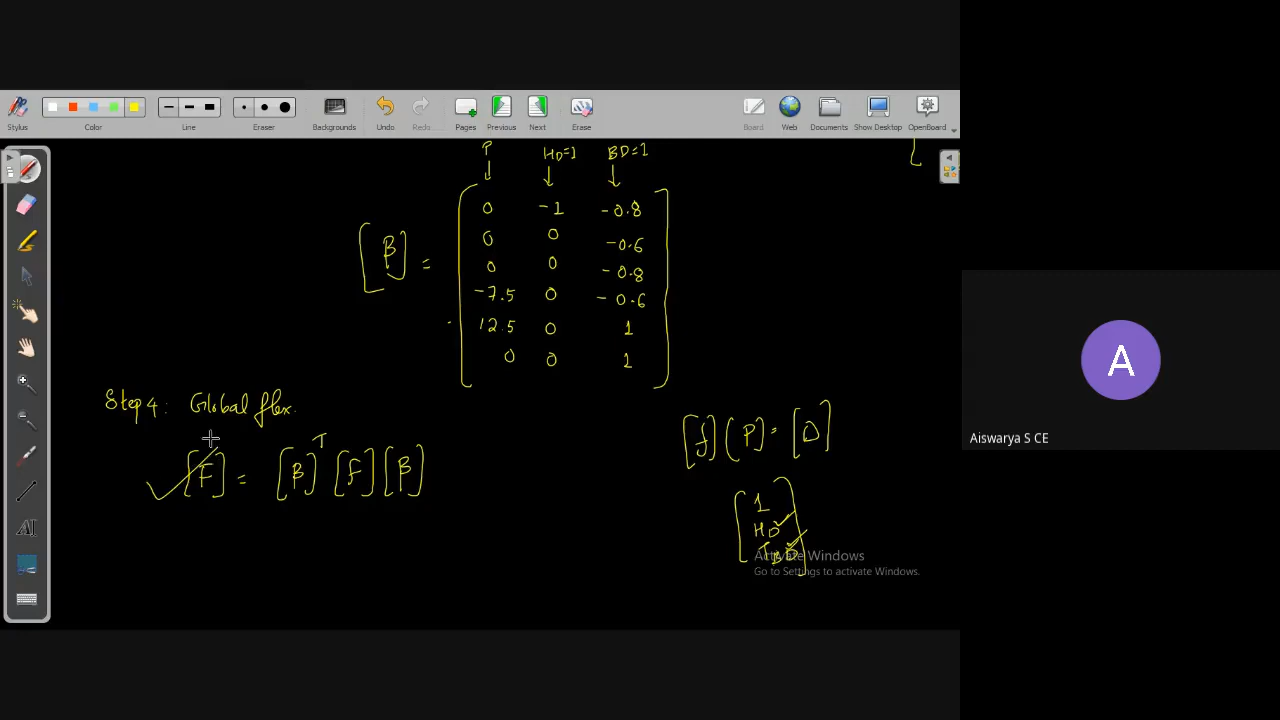 Stylus Color Line Eraser Backgrounds Undo Redo Pages Previous Next Erase Board Web Documents Show Desktop OpenBoard
P HD=1 BD=1
[β] =
0 -1 -0.8
0 0 -0.6
0 0 -0.8
-7.5 0 -0.6
12.5 0 1
0 0 1
Step 4: Global flex.
[F] = [β]ᵀ [f] [β]
[f] [P] = [D]
1
HD
TBD
Activate Windows
Go to Settings to activate Windows.
A
Aiswarya S CE